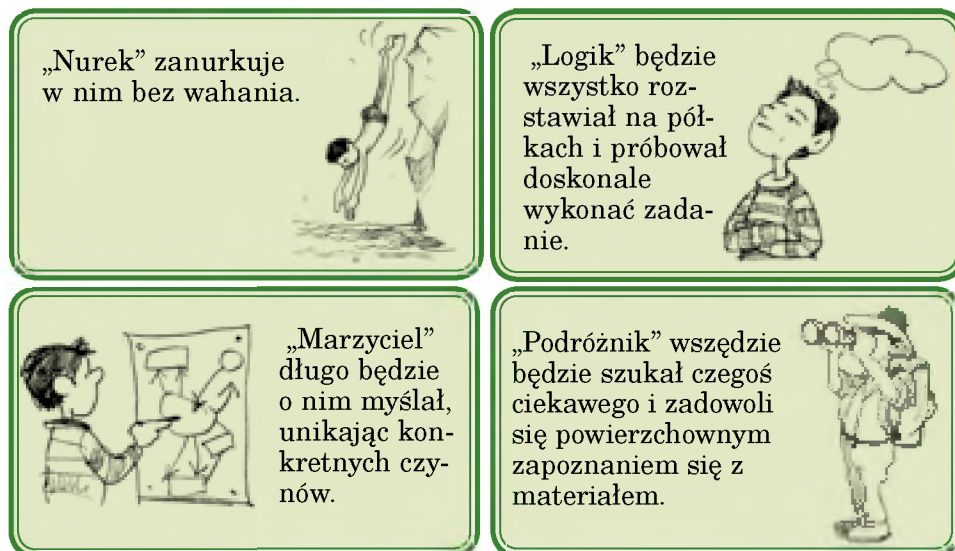 „Nurek” zanurkuje
w nim bez wahania.
„Logik” będzie
wszystko roz-
stawiał na pół-
kach i próbował
doskonale
wykonać zada-
nie.
„Marzyciel”
długo będzie
o nim myślał,
unikając kon-
kretnych czy-
nów.
„Podróżnik” wszędzie
będzie szukał czegoś
ciekawego i zadowoli
się powierzchownym
zapoznaniem się z
materiałem.